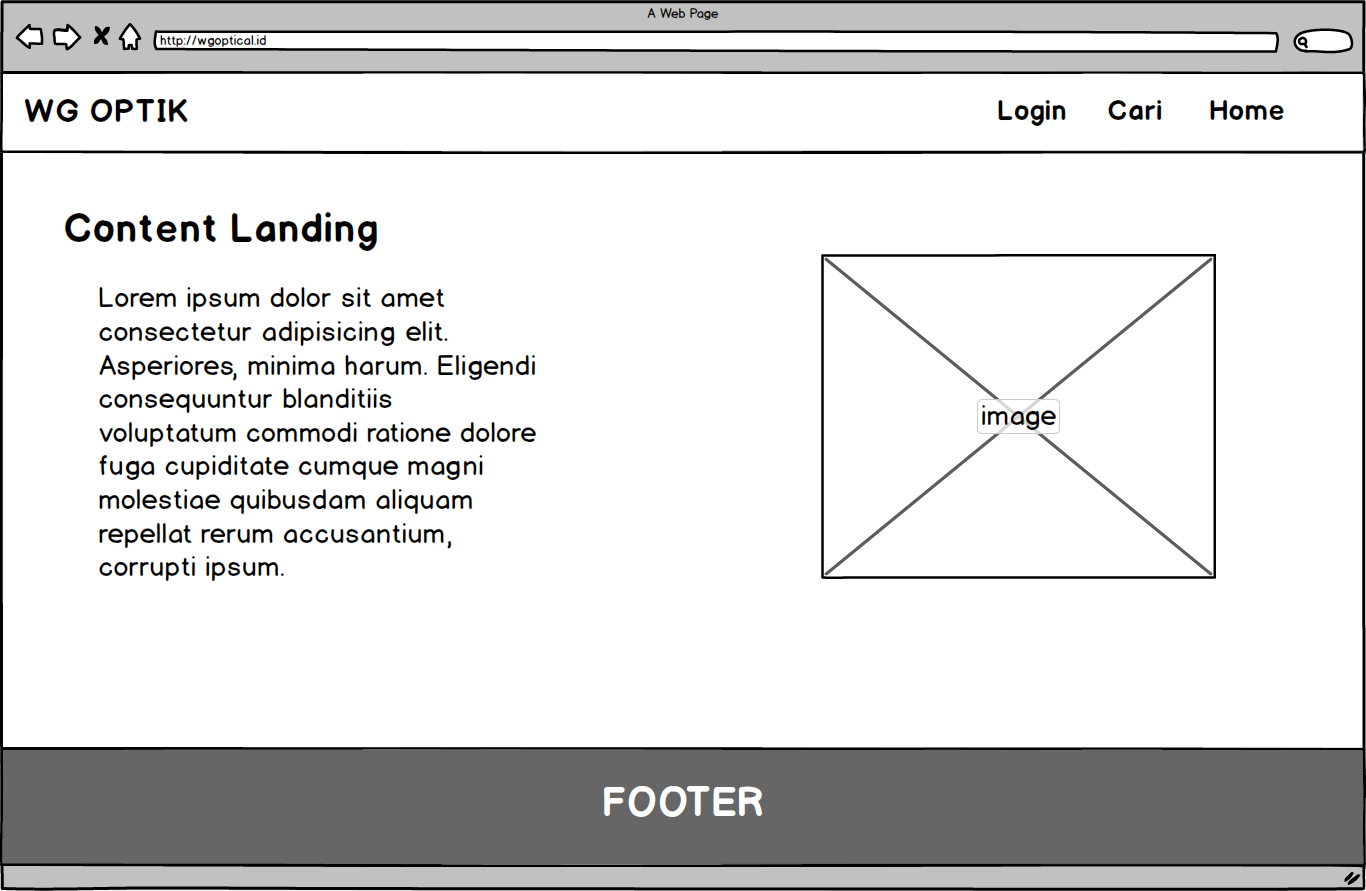 A Web Page
http://wgoptical.id
WG OPTIK
Login Cari Home
Content Landing
Lorem ipsum dolor sit amet
consectetur adipisicing elit.
Asperiores, minima harum. Eligendi
consequuntur blanditiis
voluptatum commodi ratione dolore
fuga cupiditate cumque magni
molestiae quibusdam aliquam
repellat rerum accusantium,
corrupti ipsum.
image
FOOTER